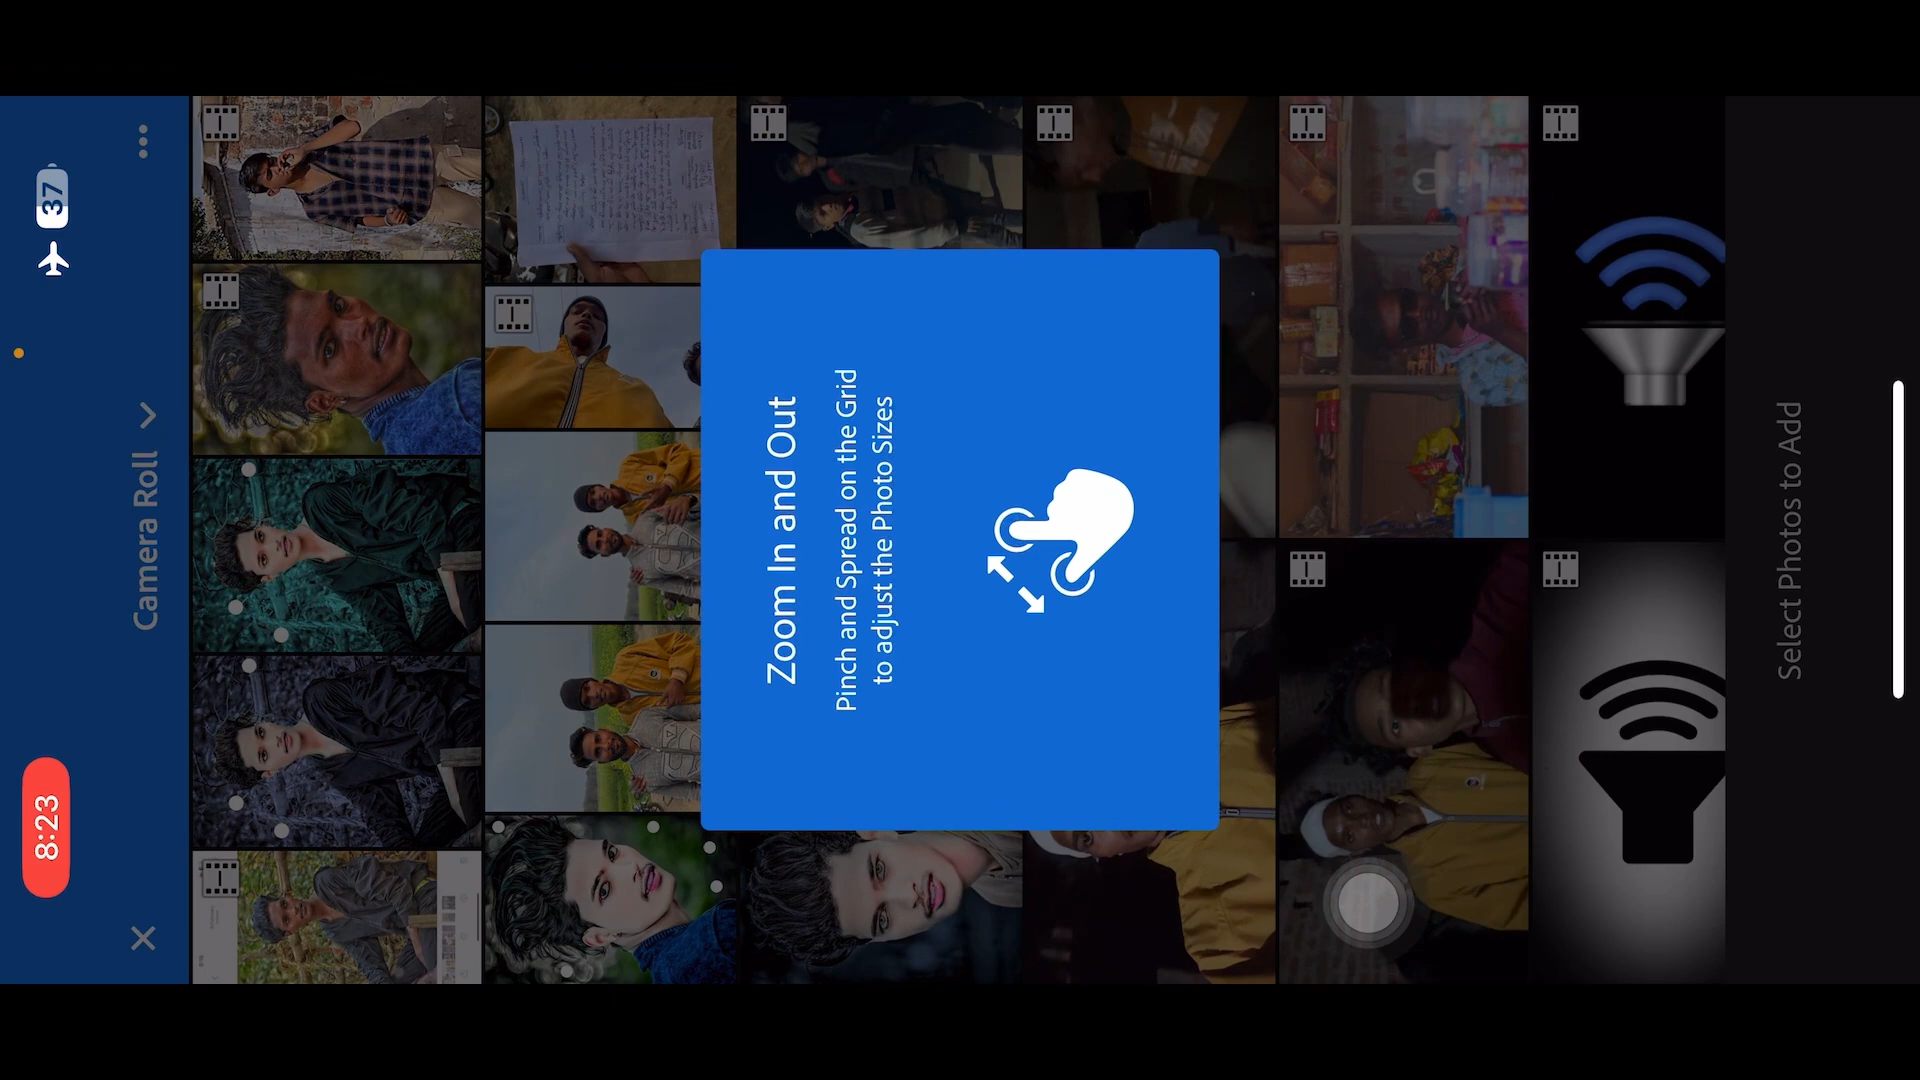 8:23
37
Camera Roll
Zoom In and Out
Pinch and Spread on the Grid
to adjust the Photo Sizes
Select Photos to Add